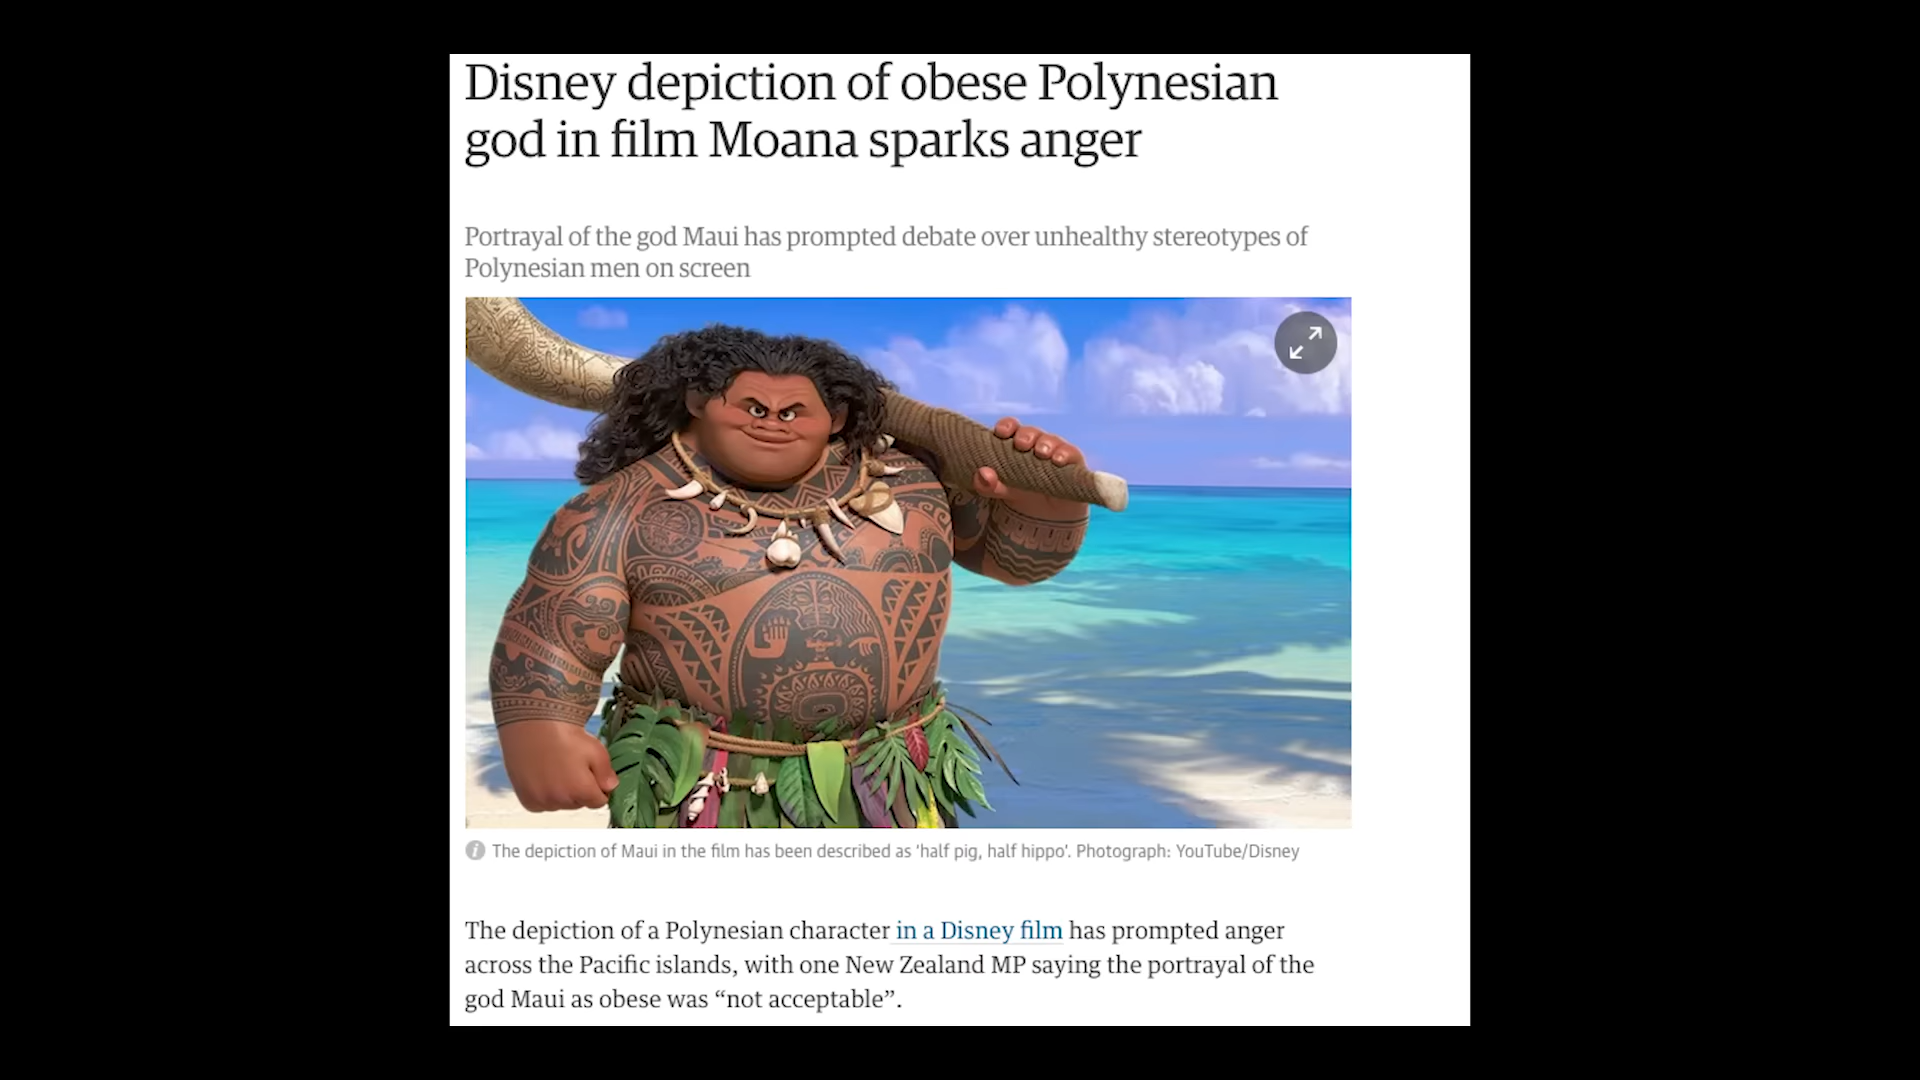 Disney depiction of obese Polynesian
god in film Moana sparks anger
Portrayal of the god Maui has prompted debate over unhealthy stereotypes of
Polynesian men on screen
The depiction of Maui in the film has been described as ‘half pig, half hippo’. Photograph: YouTube/Disney
The depiction of a Polynesian character in a Disney film has prompted anger
across the Pacific islands, with one New Zealand MP saying the portrayal of the
god Maui as obese was “not acceptable”.